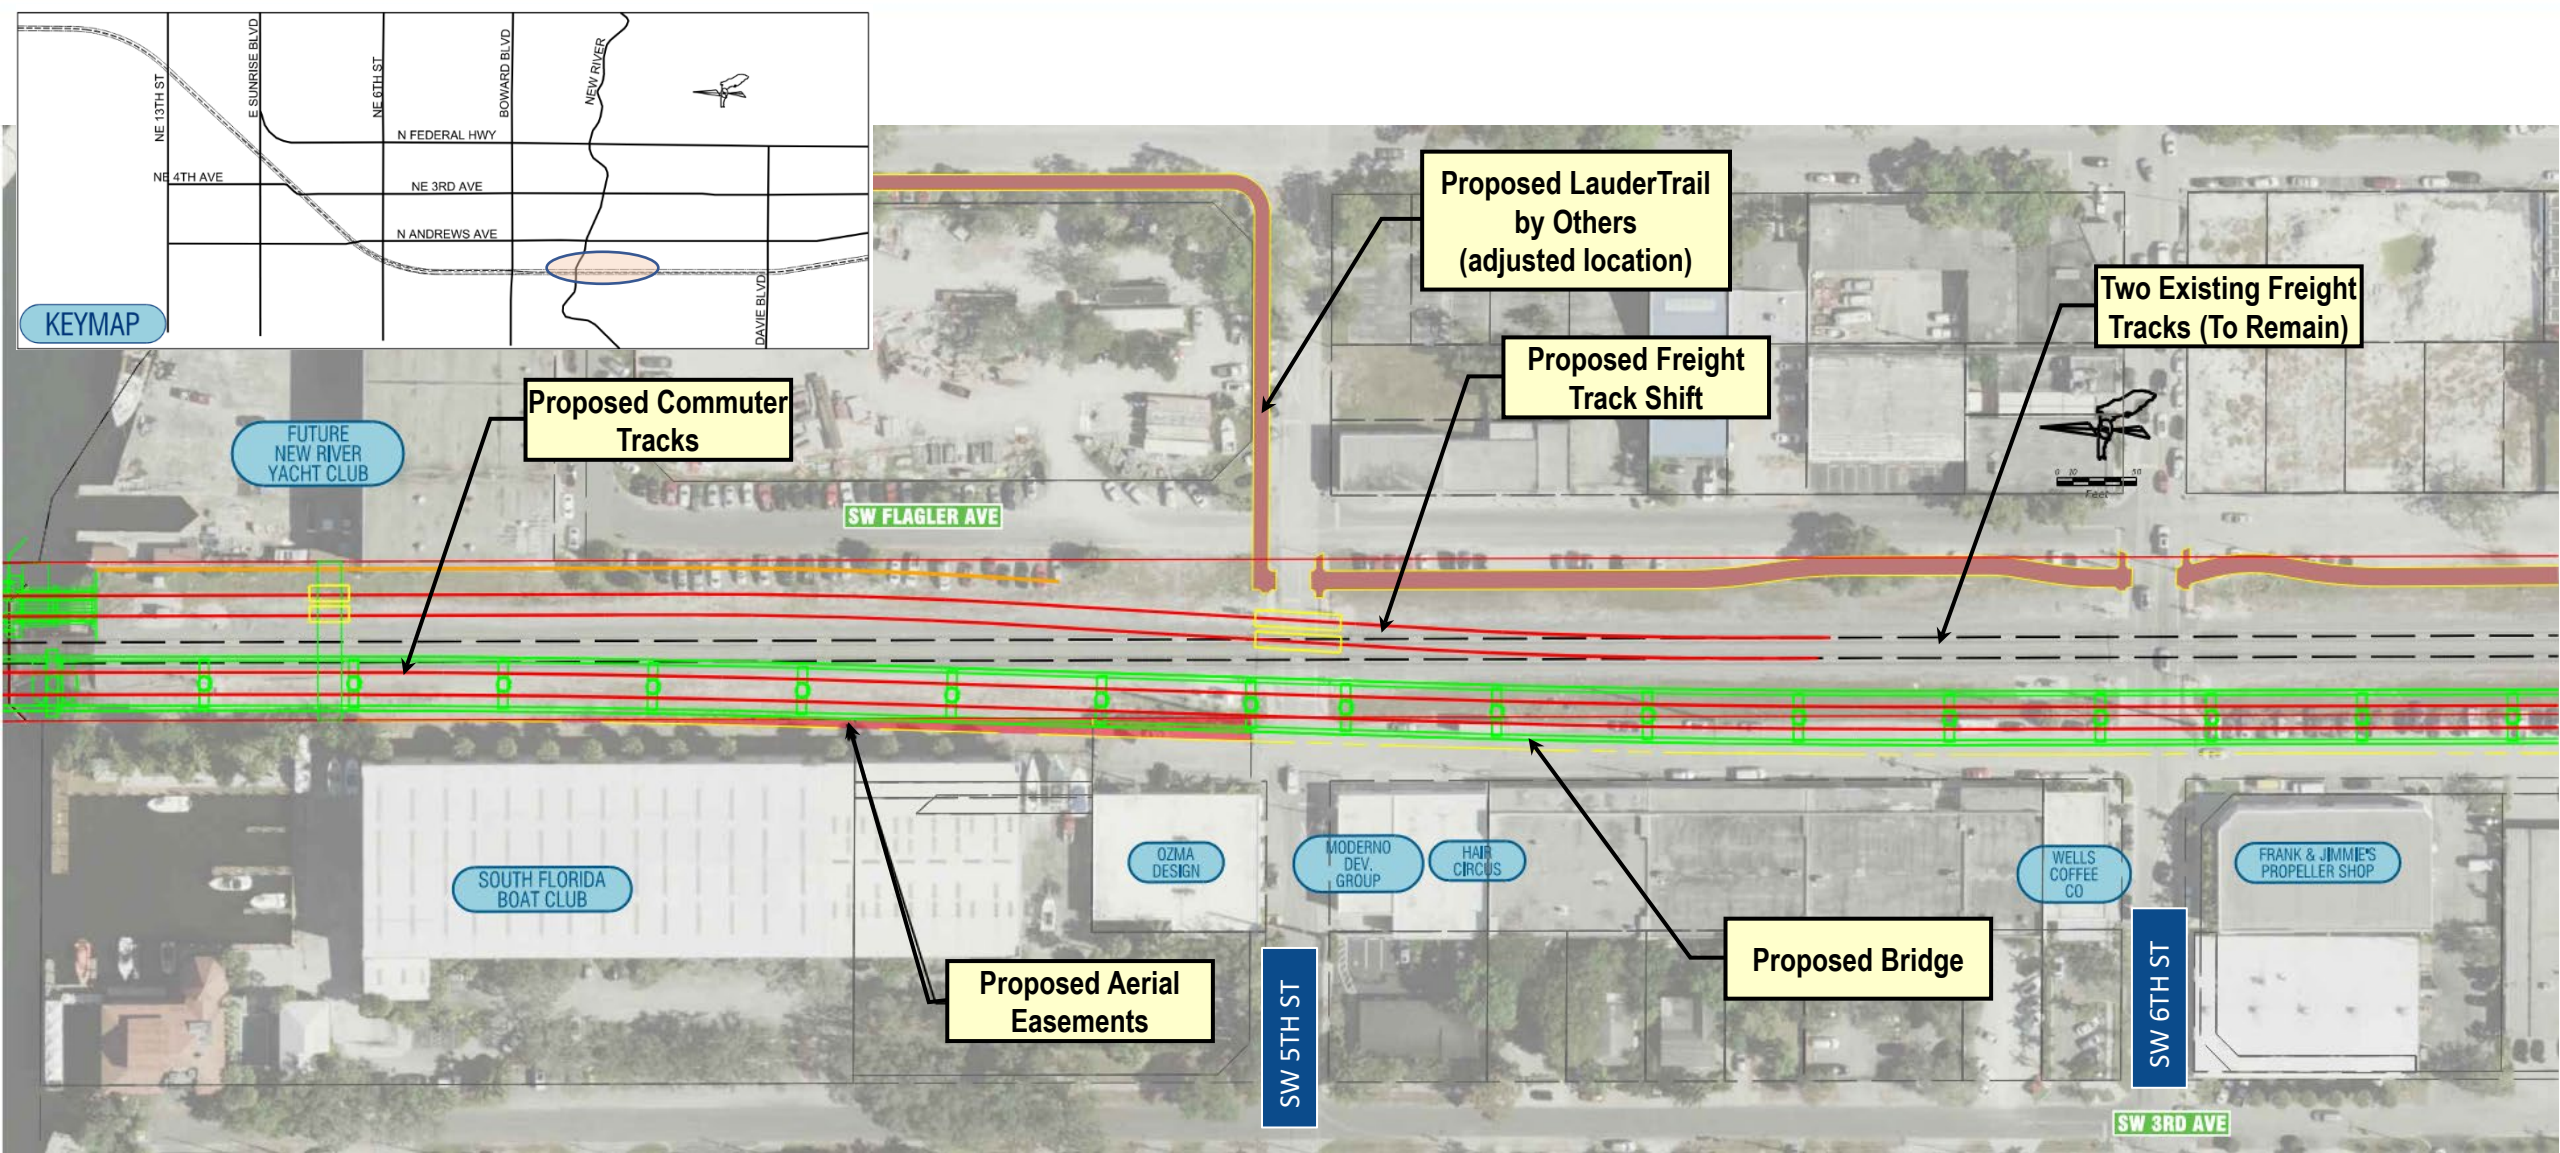 NE 13TH ST
E SUNRISE BLVD
NE 6TH ST
BOWARD BLVD
NEW RIVER
N FEDERAL HWY
NE 4TH AVE
NE 3RD AVE
N ANDREWS AVE
DAVIE BLVD
KEYMAP
Proposed LauderTrail
by Others
(adjusted location)
Two Existing Freight
Tracks (To Remain)
Proposed Freight
Track Shift
Proposed Commuter
Tracks
FUTURE
NEW RIVER
YACHT CLUB
0 10 50
Feet
SW FLAGLER AVE
SOUTH FLORIDA
BOAT CLUB
OZMA
DESIGN
MODERNO
DEV.
GROUP
HAIR
CIRCUS
WELLS
COFFEE
CO
FRANK & JIMMIE'S
PROPELLER SHOP
Proposed Aerial
Easements
Proposed Bridge
SW 5TH ST
SW 6TH ST
SW 3RD AVE